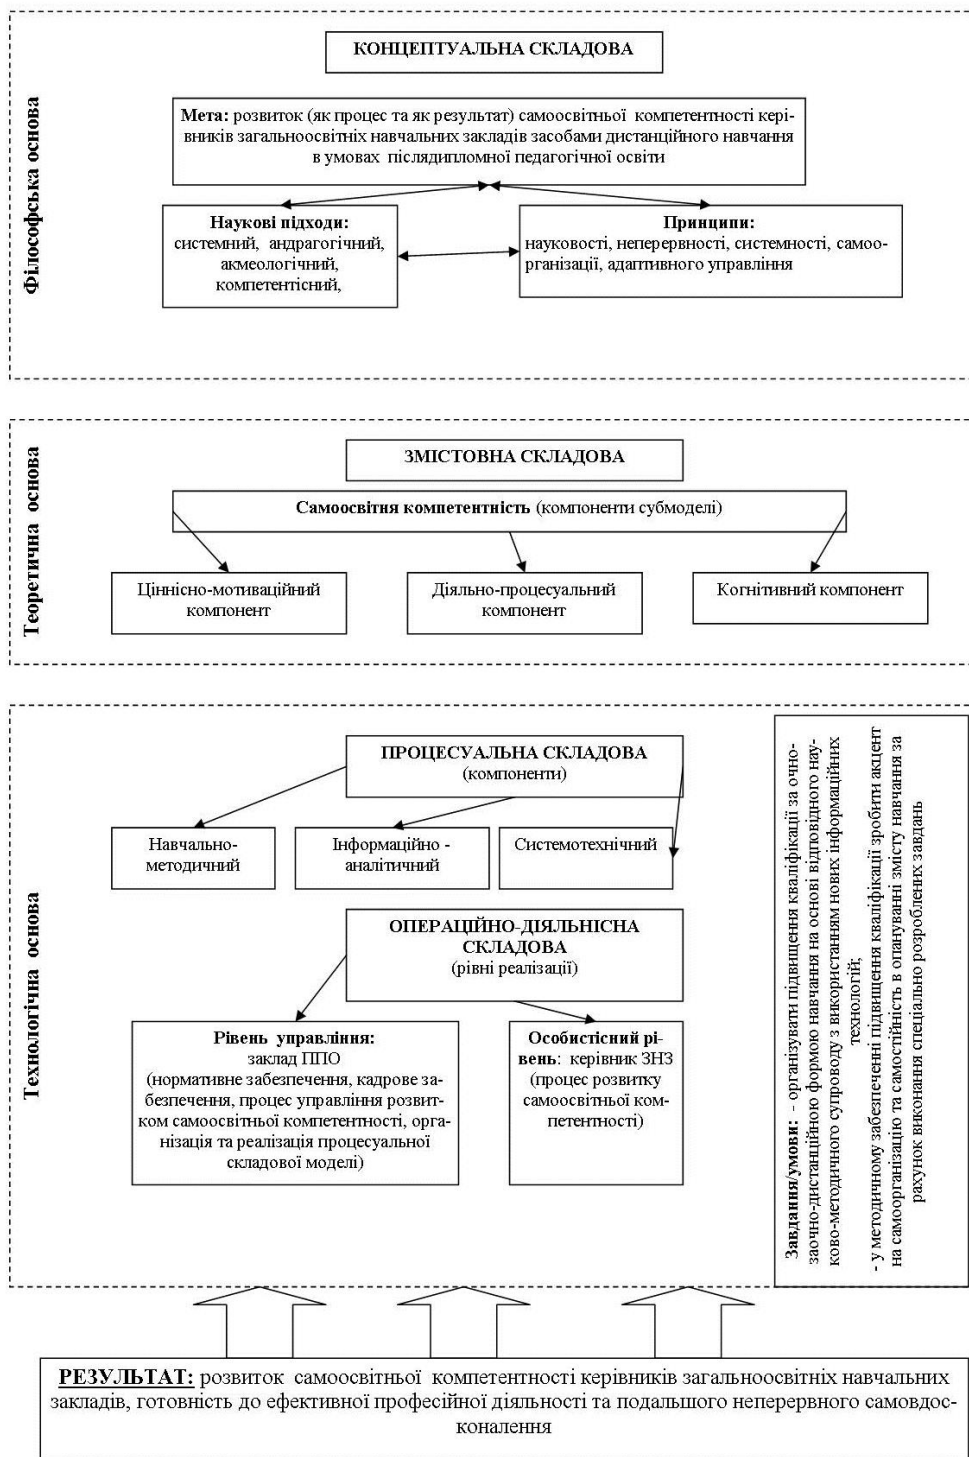 Філософська основа
КОНЦЕПТУАЛЬНА СКЛАДОВА
Мета: розвиток (як процес та як результат) самоосвітної компетентності кері-
вників загальноосвітніх навчальних закладів засобами дистанційного навчання
в умовах післядипломної педагогічної освіти
Наукові підходи:
системний, андрагогічний,
акмеологічний,
компетентісний,
Принципи:
науковості, неперервності, системності, само-
організації, адаптивного управління
Теоретична основа
ЗМІСТОВНА СКЛАДОВА
Самоосвітня компетентність (компоненти субмоделі)
Ціннісно-мотиваційний
компонент
Діяльно-процесуальний
компонент
Когнітивний компонент
Технологічна основа
ПРОЦЕСУАЛЬНА СКЛАДОВА
(компоненти)
Навчально-
методичний
Інформаційно -
аналітичний
Системотехнічний
ОПЕРАЦІЙНО-ДІЯЛЬНІСНА
СКЛАДОВА
(рівні реалізації)
Рівень управління:
заклад ППО
(нормативне забезпечення, кадрове за-
безпечення, процес управління розвит-
ком самоосвітної компетентності, орга-
нізація та реалізація процесуальної
складової моделі)
Особистісний рі-
вень: керівник ЗНЗ
(процес розвитку
самоосвітної ком-
петентності)
Завдання/умови: - організувати підвищення кваліфікації за очно-
заочно-дистанційною формою навчання на основі відповідного нау-
ково-методичного супроводу з використанням нових інформаційних
технологій;
- у методичному забезпеченні підвищення кваліфікації зробити акцент
на самоорганізацію та самостійність в опануванні змісту навчання за
рахунок виконання спеціально розроблених завдань
РЕЗУЛЬТАТ: розвиток самоосвітної компетентності керівників загальноосвітніх навчальних
закладів, готовність до ефективної професійної діяльності та подальшого неперервного самовдос-
коналення